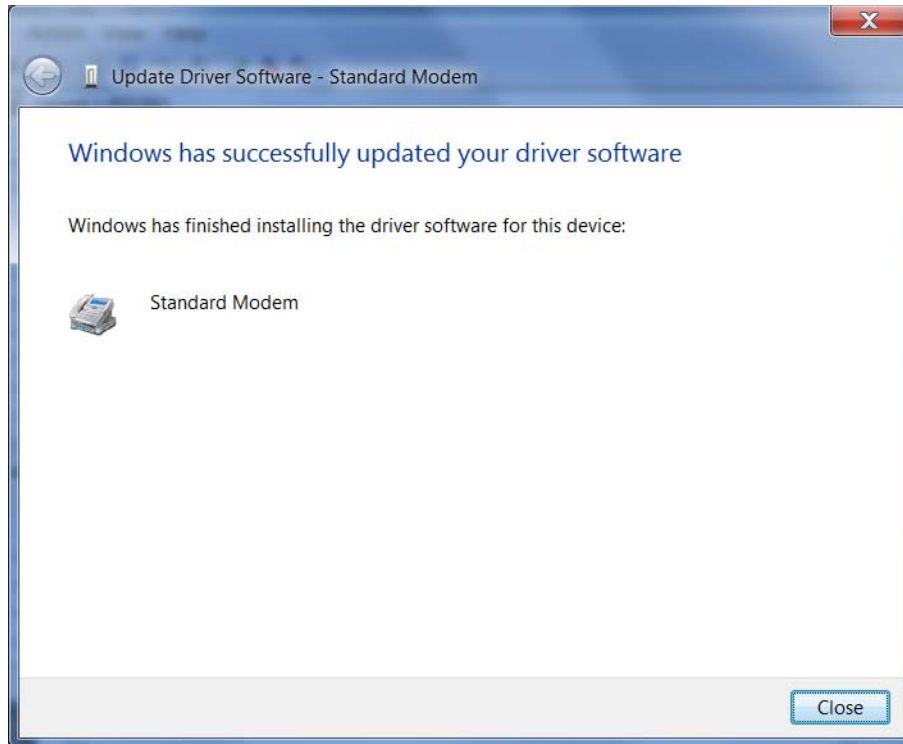 Update Driver Software - Standard Modem
Windows has successfully updated your driver software
Windows has finished installing the driver software for this device:
Standard Modem
Close